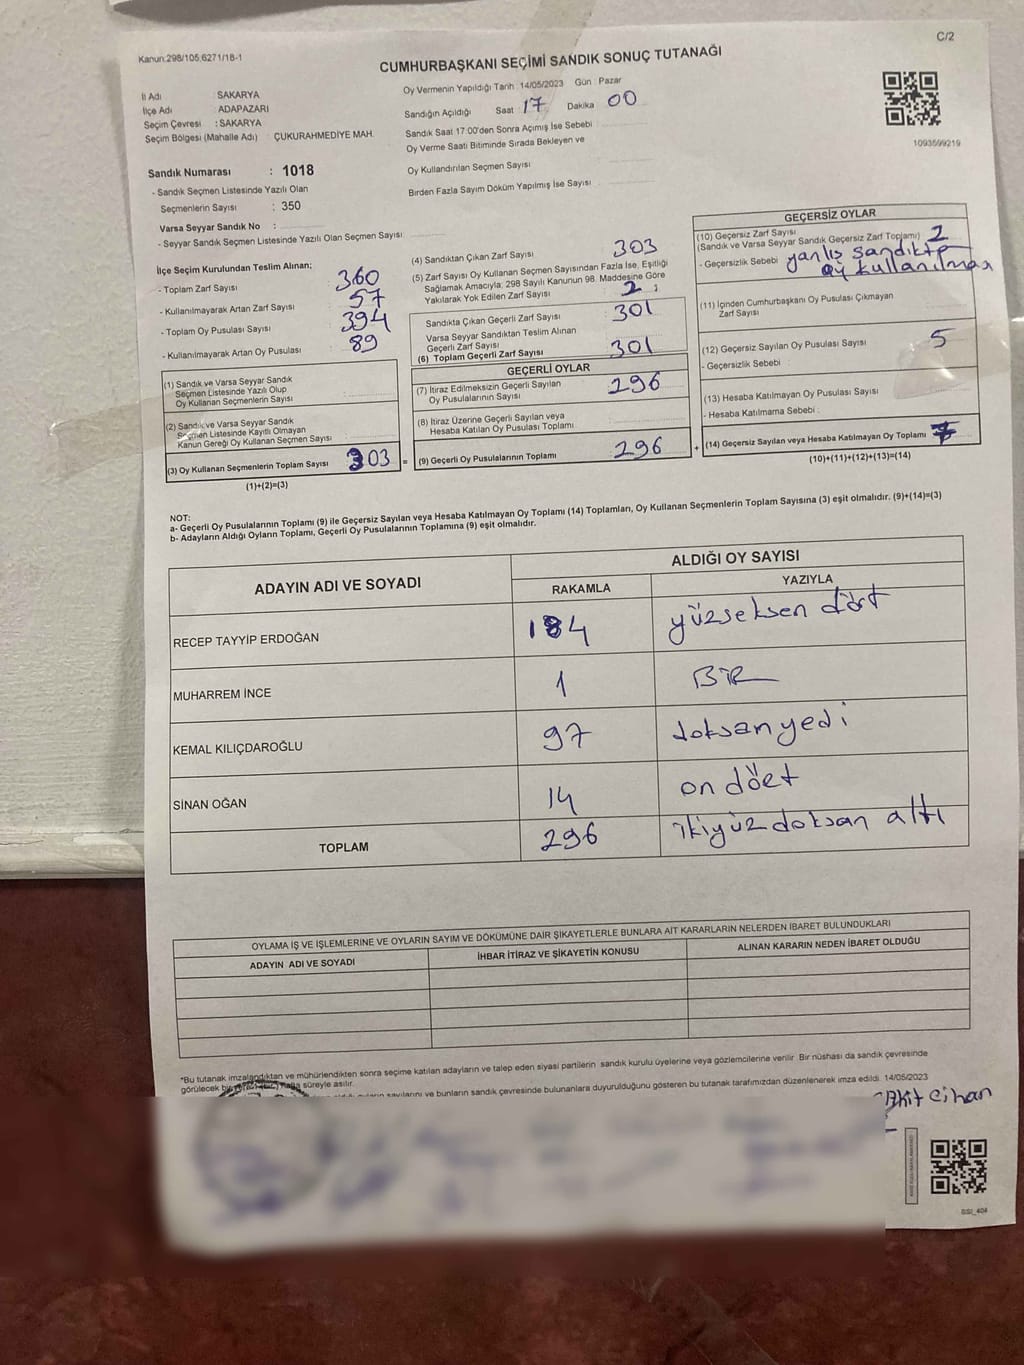 Kanun:298/105;6271/18-1
C/2
CUMHURBAŞKANI SEÇİMİ SANDIK SONUÇ TUTANAĞI
İl Adı : SAKARYA
İlçe Adı : ADAPAZARI
Seçim Çevresi : SAKARYA
Seçim Bölgesi (Mahalle Adı) : ÇUKURAHMEDİYE MAH.
Sandık Numarası : 1018
- Sandık Seçmen Listesinde Yazılı Olan
Seçmenlerin Sayısı : 350
Varsa Seyyar Sandık No :
- Seyyar Sandık Seçmen Listesinde Yazılı Olan Seçmen Sayısı:
Oy Vermenin Yapıldığı Tarih :14/05/2023 Gün : Pazar
Sandığın Açıldığı Saat 17 Dakika 00
Sandık Saat 17:00'den Sonra Açımış İse Sebebi :
Oy Verme Saati Bitiminde Sırada Bekleyen ve
Oy Kullandırılan Seçmen Sayısı :
Birden Fazla Sayım Döküm Yapılmış İse Sayısı :
1093599219
İlçe Seçim Kurulundan Teslim Alınan;
- Toplam Zarf Sayısı : 360
- Kullanılmayarak Artan Zarf Sayısı : 57
- Toplam Oy Pusulası Sayısı : 394
- Kullanılmayarak Artan Oy Pusulası : 89
(1) Sandık ve Varsa Seyyar Sandık
Seçmen Listesinde Yazılı Olup
Oy Kullanan Seçmenlerin Sayısı :
(2) Sandık ve Varsa Seyyar Sandık
Seçmen Listesinde Kayıtlı Olmayan
Kanun Gereği Oy Kullanan Seçmen Sayısı :
(3) Oy Kullanan Seçmenlerin Toplam Sayısı 303 =
(1)+(2)=(3)
(4) Sandıktan Çıkan Zarf Sayısı : 303
(5) Zarf Sayısı Oy Kullanan Seçmen Sayısından Fazla İse, Eşitliği
Sağlamak Amacıyla; 298 Sayılı Kanunun 98. Maddesine Göre
Yakılarak Yok Edilen Zarf Sayısı : 2
Sandıkta Çıkan Geçerli Zarf Sayısı : 301
Varsa Seyyar Sandıktan Teslim Alınan
Geçerli Zarf Sayısı :
(6) Toplam Geçerli Zarf Sayısı : 301
GEÇERLİ OYLAR
(7) İtiraz Edilmeksizin Geçerli Sayılan
Oy Pusulalarının Sayısı : 296
(8) İtiraz Üzerine Geçerli Sayılan veya
Hesaba Katılan Oy Pusulası Toplamı :
(9) Geçerli Oy Pusulalarının Toplamı : 296 +
GEÇERSİZ OYLAR
(10) Geçersiz Zarf Sayısı
(Sandık ve Varsa Seyyar Sandık Geçersiz Zarf Toplamı) : 2
- Geçersizlik Sebebi : yanlış sandıkta
oy kullanılması
(11) İçinden Cumhurbaşkanı Oy Pusulası Çıkmayan
Zarf Sayısı :
(12) Geçersiz Sayılan Oy Pusulası Sayısı : 5
- Geçersizlik Sebebi :
(13) Hesaba Katılmayan Oy Pusulası Sayısı :
- Hesaba Katılmama Sebebi :
(14) Geçersiz Sayılan veya Hesaba Katılmayan Oy Toplamı : 7
(10)+(11)+(12)+(13)=(14)
NOT:
a- Geçerli Oy Pusulalarının Toplamı (9) ile Geçersiz Sayılan veya Hesaba Katılmayan Oy Toplamı (14) Toplamları, Oy Kullanan Seçmenlerin Toplam Sayısına (3) eşit olmalıdır. (9)+(14)=(3)
b- Adayların Aldığı Oyların Toplamı, Geçerli Oy Pusulalarının Toplamına (9) eşit olmalıdır.
ADAYIN ADI VE SOYADI
ALDIĞI OY SAYISI
RAKAMLA YAZIYLA
RECEP TAYYİP ERDOĞAN 184 yüzseksen dört
MUHARREM İNCE 1 BİR
KEMAL KILIÇDAROĞLU 97 doksanyedi
SİNAN OĞAN 14 on dört
TOPLAM 296 ikiyüzdoksan altı
OYLAMA İŞ VE İŞLEMLERİNE VE OYLARIN SAYIM VE DÖKÜMÜNE DAİR ŞİKAYETLERLE BUNLARA AİT KARARLARIN NELERDEN İBARET BULUNDUKLARI
ADAYIN ADI VE SOYADI İHBAR İTİRAZ VE ŞİKAYETİN KONUSU ALINAN KARARIN NEDEN İBARET OLDUĞU
*Bu tutanak imzalandıktan ve mühürlendikten sonra seçime katılan adayların ve talep eden siyasi partilerin sandık kurulu üyelerine veya gözlemcilerine verilir. Bir nüshası da sandık çevresinde
görülecek bir süreyle asılır.
sayılarını ve bunların sandık çevresinde bulunanlara duyurulduğunu gösteren bu tutanak tarafımızdan düzenlenerek imza edildi. 14/05/2023
Cihan
BSI_404